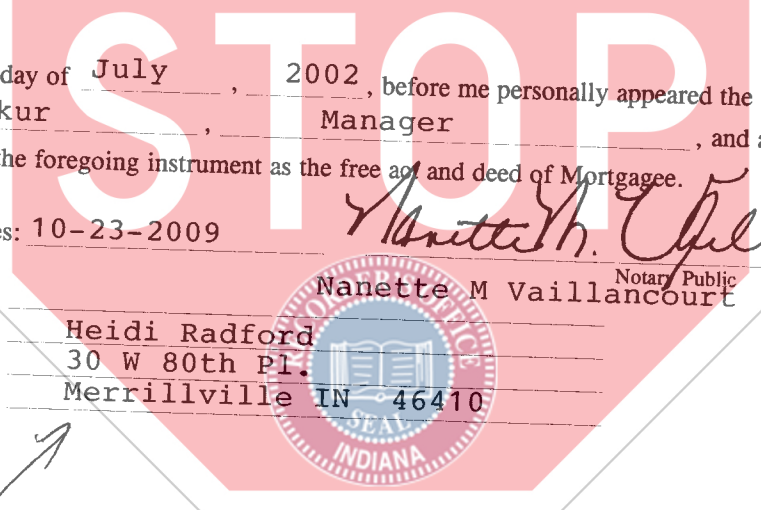 STOP
day of July , 2002 , before me personally appeared the
kur , Manager , and a
the foregoing instrument as the free act and deed of Mortgagee.
es: 10-23-2009 Nanette M.
Notary Public
Nanette M Vaillancourt
Heidi Radford
30 W 80th Pl.
Merrillville IN 46410
RECORDER'S OFFICE
SEAL
INDIANA